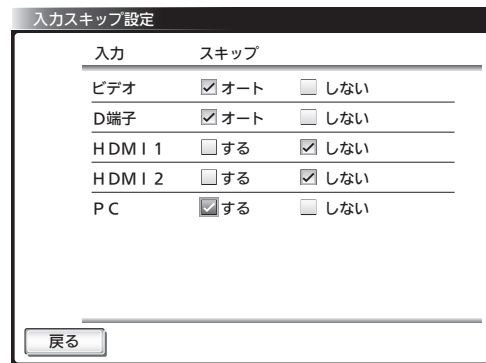 入力スキップ設定
入力 スキップ
ビデオ オート しない
D端子 オート しない
HDMI1 する しない
HDMI2 する しない
PC する しない
戻る